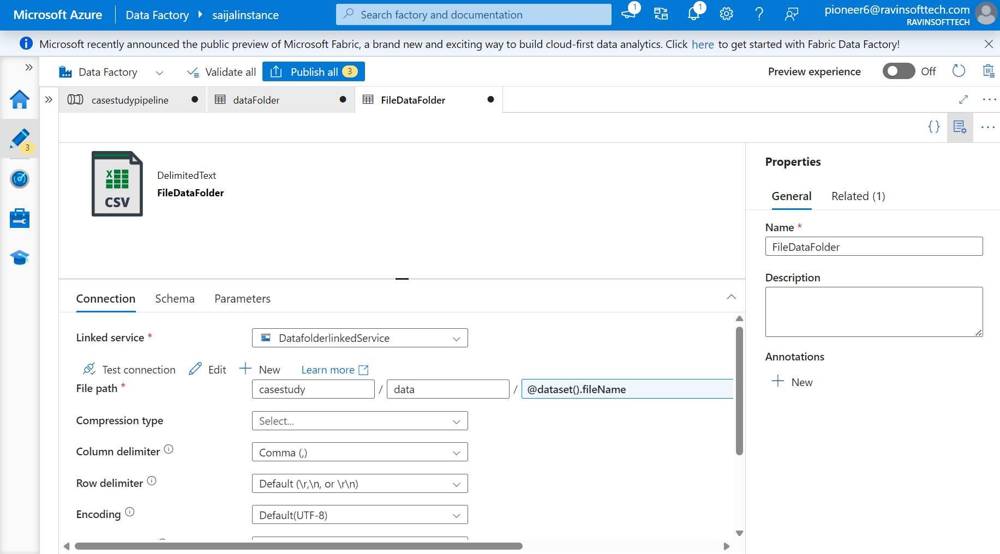 Microsoft Azure
Data Factory
saijalinstance
Search factory and documentation
1
1
pioneer6@ravinsofttech.com
RAVINSOFTTECH
Microsoft recently announced the public preview of Microsoft Fabric, a brand new and exciting way to build cloud-first data analytics. Click here to get started with Fabric Data Factory!
Data Factory
Validate all
Publish all 3
Preview experience
Off
casestudypipeline
dataFolder
FileDataFolder
3
{}
X
CSV
DelimitedText
FileDataFolder
Connection
Schema
Parameters
Linked service *
DatafolderlinkedService
Test connection
Edit
New
Learn more
File path *
casestudy / data / @dataset().fileName
Compression type
Select...
Column delimiter
Comma (,)
Row delimiter
Default (\r,\n, or \r\n)
Encoding
Default(UTF-8)
Properties
General
Related (1)
Name *
FileDataFolder
Description
Annotations
New